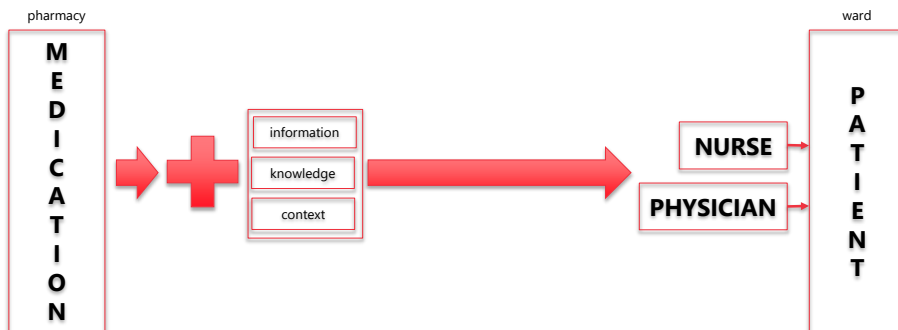 pharmacy
MEDICATION
information
knowledge
context
NURSE
PHYSICIAN
ward
PATIENT